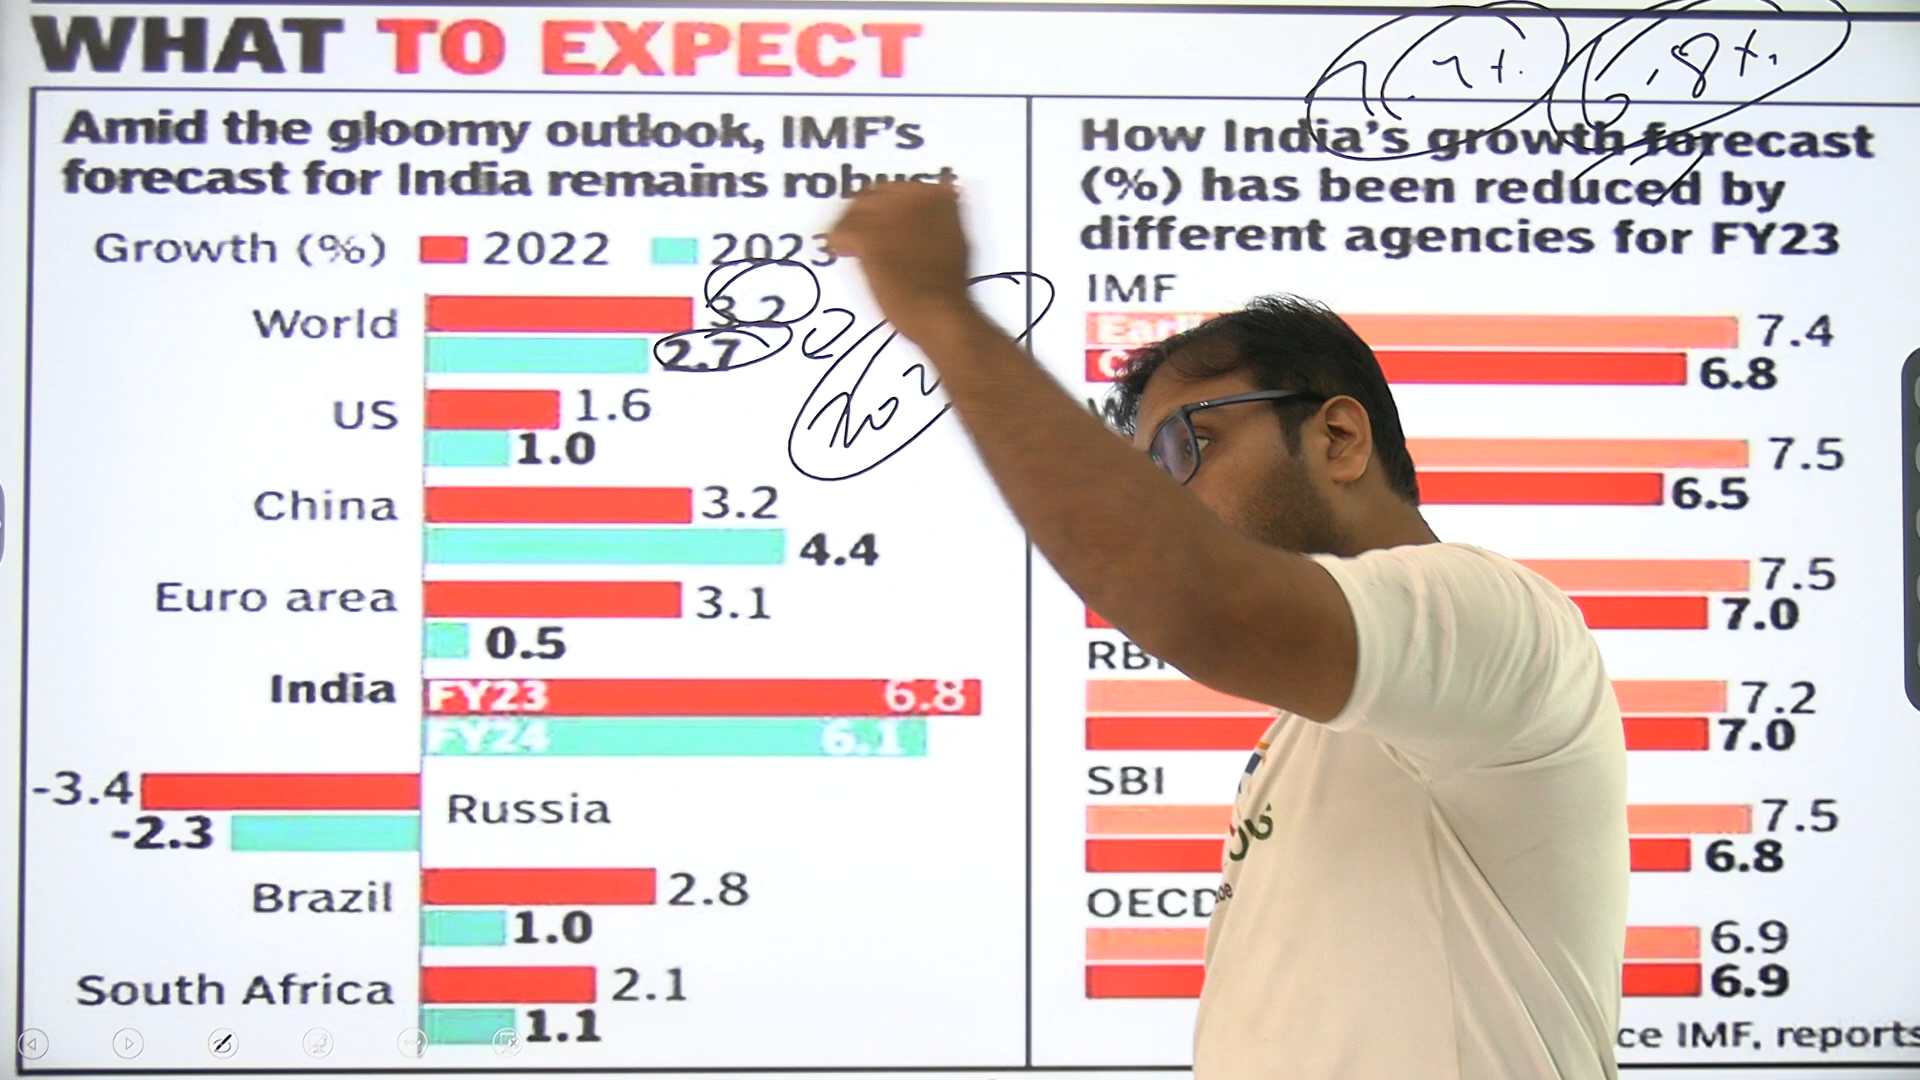 WHAT TO EXPECT
Amid the gloomy outlook, IMF's
forecast for India remains robust
Growth (%) 2022 2023
World 3.2
2.7
US 1.6
1.0
China 3.2
4.4
Euro area 3.1
0.5
India FY23 6.8
FY24 6.1
-3.4
-2.3 Russia
Brazil 2.8
1.0
South Africa 2.1
1.1
6.8%
How India's growth forecast
(%) has been reduced by
different agencies for FY23
IMF
7.4
6.8
7.5
6.5
7.5
7.0
7.2
7.0
SBI
7.5
6.8
OECD
6.9
6.9
IMF, reports